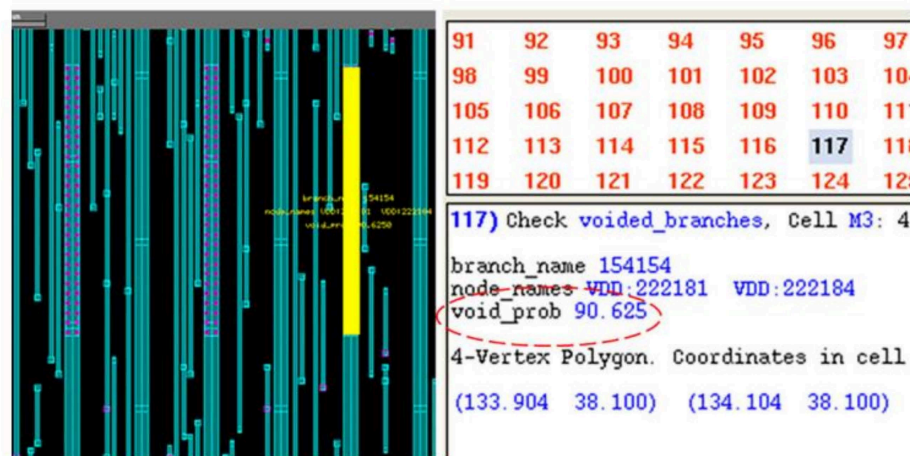 91 92 93 94 95 96 97
98 99 100 101 102 103
105 106 107 108 109 110
112 113 114 115 116 117
119 120 121 122 123 124
117) Check voided_branches, Cell M3: 4
branch_name 154154
node_names VDD:222181 VDD:222184
void_prob 90.625
4-Vertex Polygon. Coordinates in cell
(133.904 38.100) (134.104 38.100)